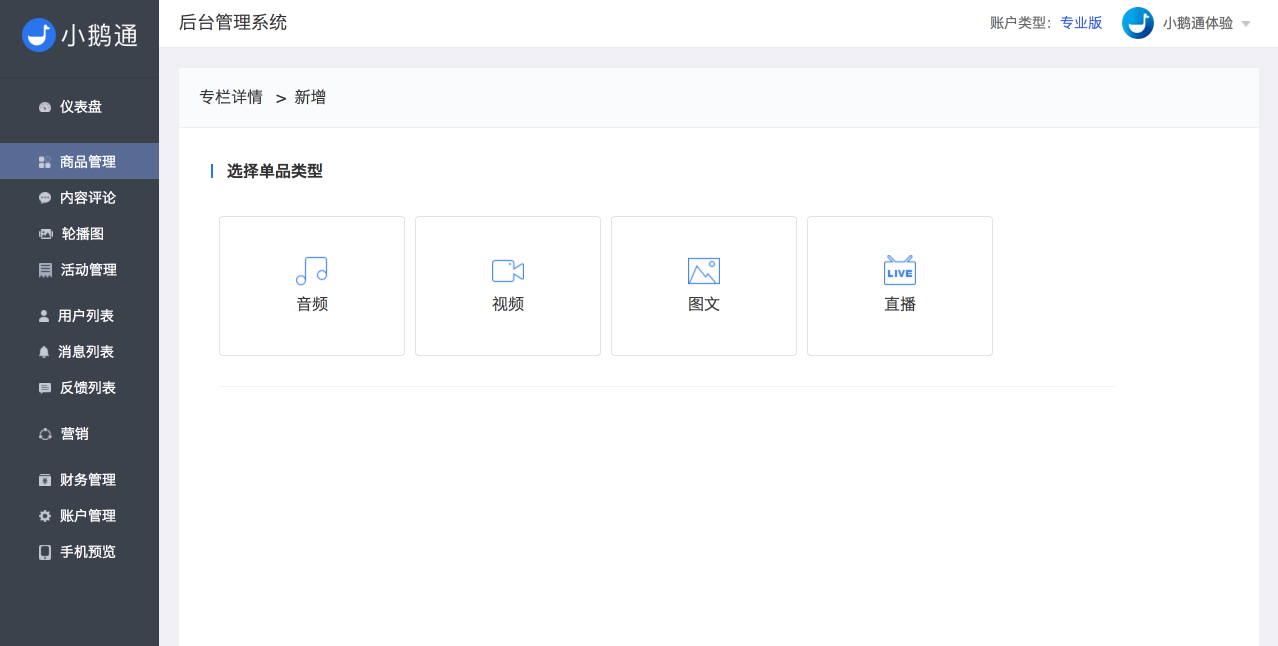 小鹅通
后台管理系统
账户类型：专业版
小鹅通体验
仪表盘
商品管理
内容评论
轮播图
活动管理
用户列表
消息列表
反馈列表
营销
财务管理
账户管理
手机预览
专栏详情 > 新增
选择单品类型
音频
视频
图文
LIVE
直播